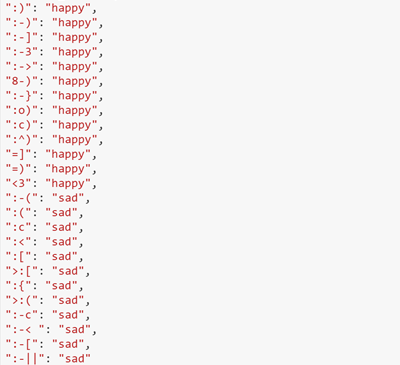 ":)": "happy",
":-)": "happy",
":-]": "happy",
":-3": "happy",
":->": "happy",
"8-)": "happy",
":-}": "happy",
":o)": "happy",
":c)": "happy",
":^)": "happy",
"=]": "happy",
"=)": "happy",
"<3": "happy",
":-(": "sad",
":(": "sad",
":c": "sad",
":<": "sad",
":[": "sad",
">:[": "sad",
":{": "sad",
">:(": "sad",
":-c": "sad",
":-< ": "sad",
":-[": "sad",
":-||": "sad"